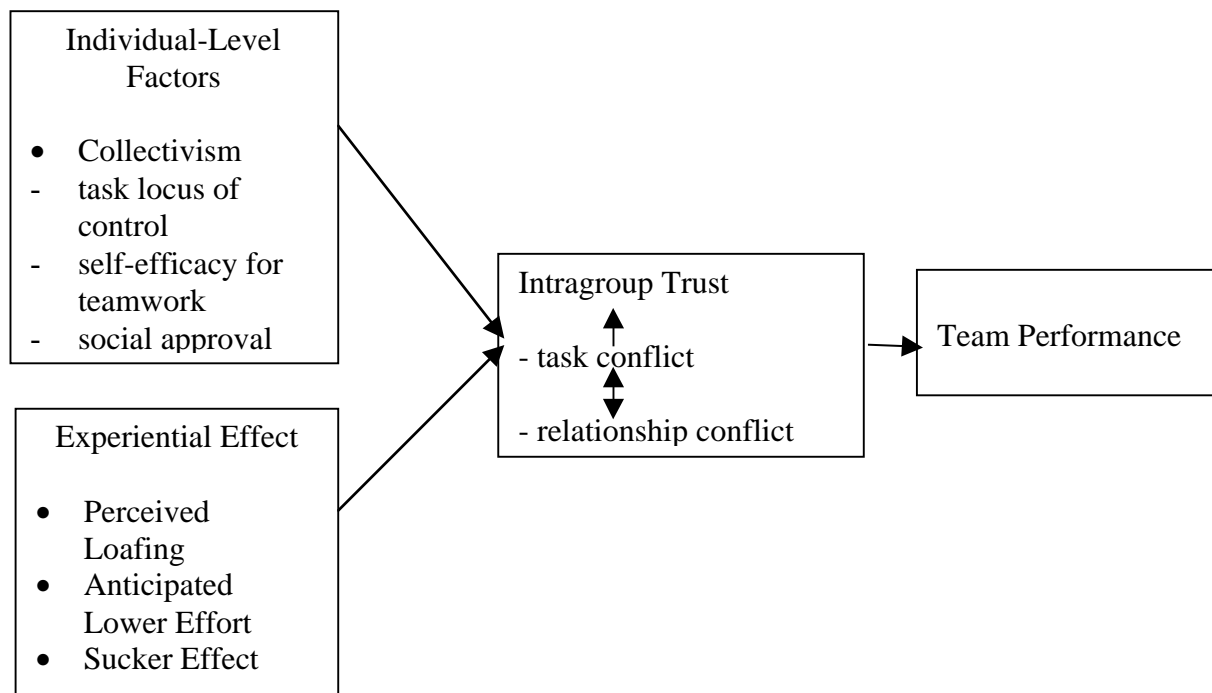 Individual-Level
Factors
• Collectivism
- task locus of
control
- self-efficacy for
teamwork
- social approval
Experiential Effect
• Perceived
Loafing
• Anticipated
Lower Effort
• Sucker Effect
Intragroup Trust
- task conflict
- relationship conflict
Team Performance